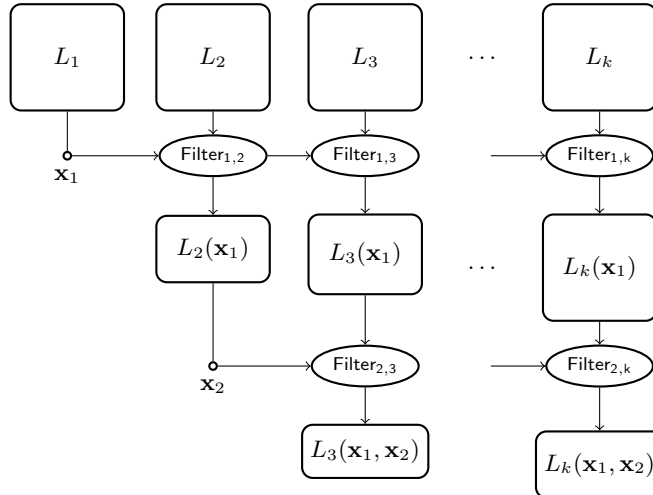 L₁ L₂ L₃ ... Lₖ
Filter₁,₂ Filter₁,₃ Filter₁,ₖ
x₁
L₂(x₁) L₃(x₁) ... Lₖ(x₁)
Filter₂,₃ Filter₂,ₖ
x₂
L₃(x₁, x₂) Lₖ(x₁, x₂)